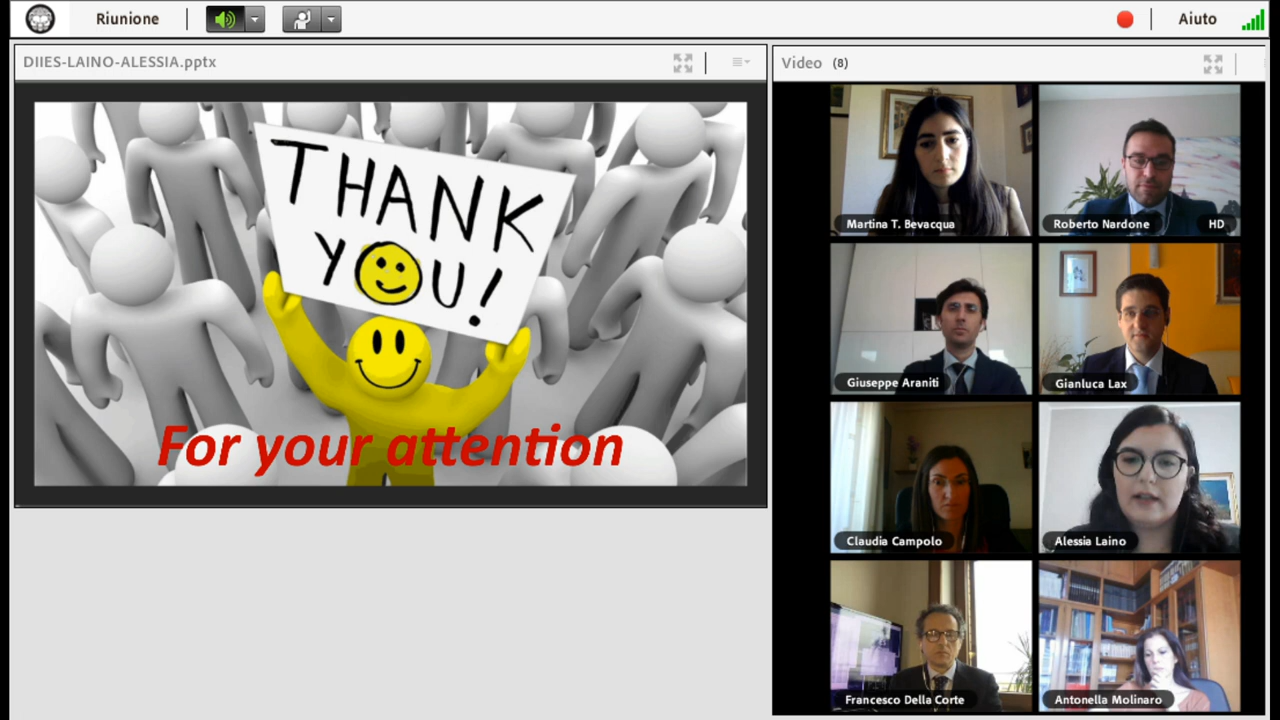 Riunione
Aiuto
DIIES-LAINO-ALESSIA.pptx
THANK
YOU!
For your attention
Video (8)
Martina T. Bevacqua
Roberto Nardone HD
Giuseppe Araniti
Gianluca Lax
Claudia Campolo
Alessia Laino
Francesco Della Corte
Antonella Molinaro